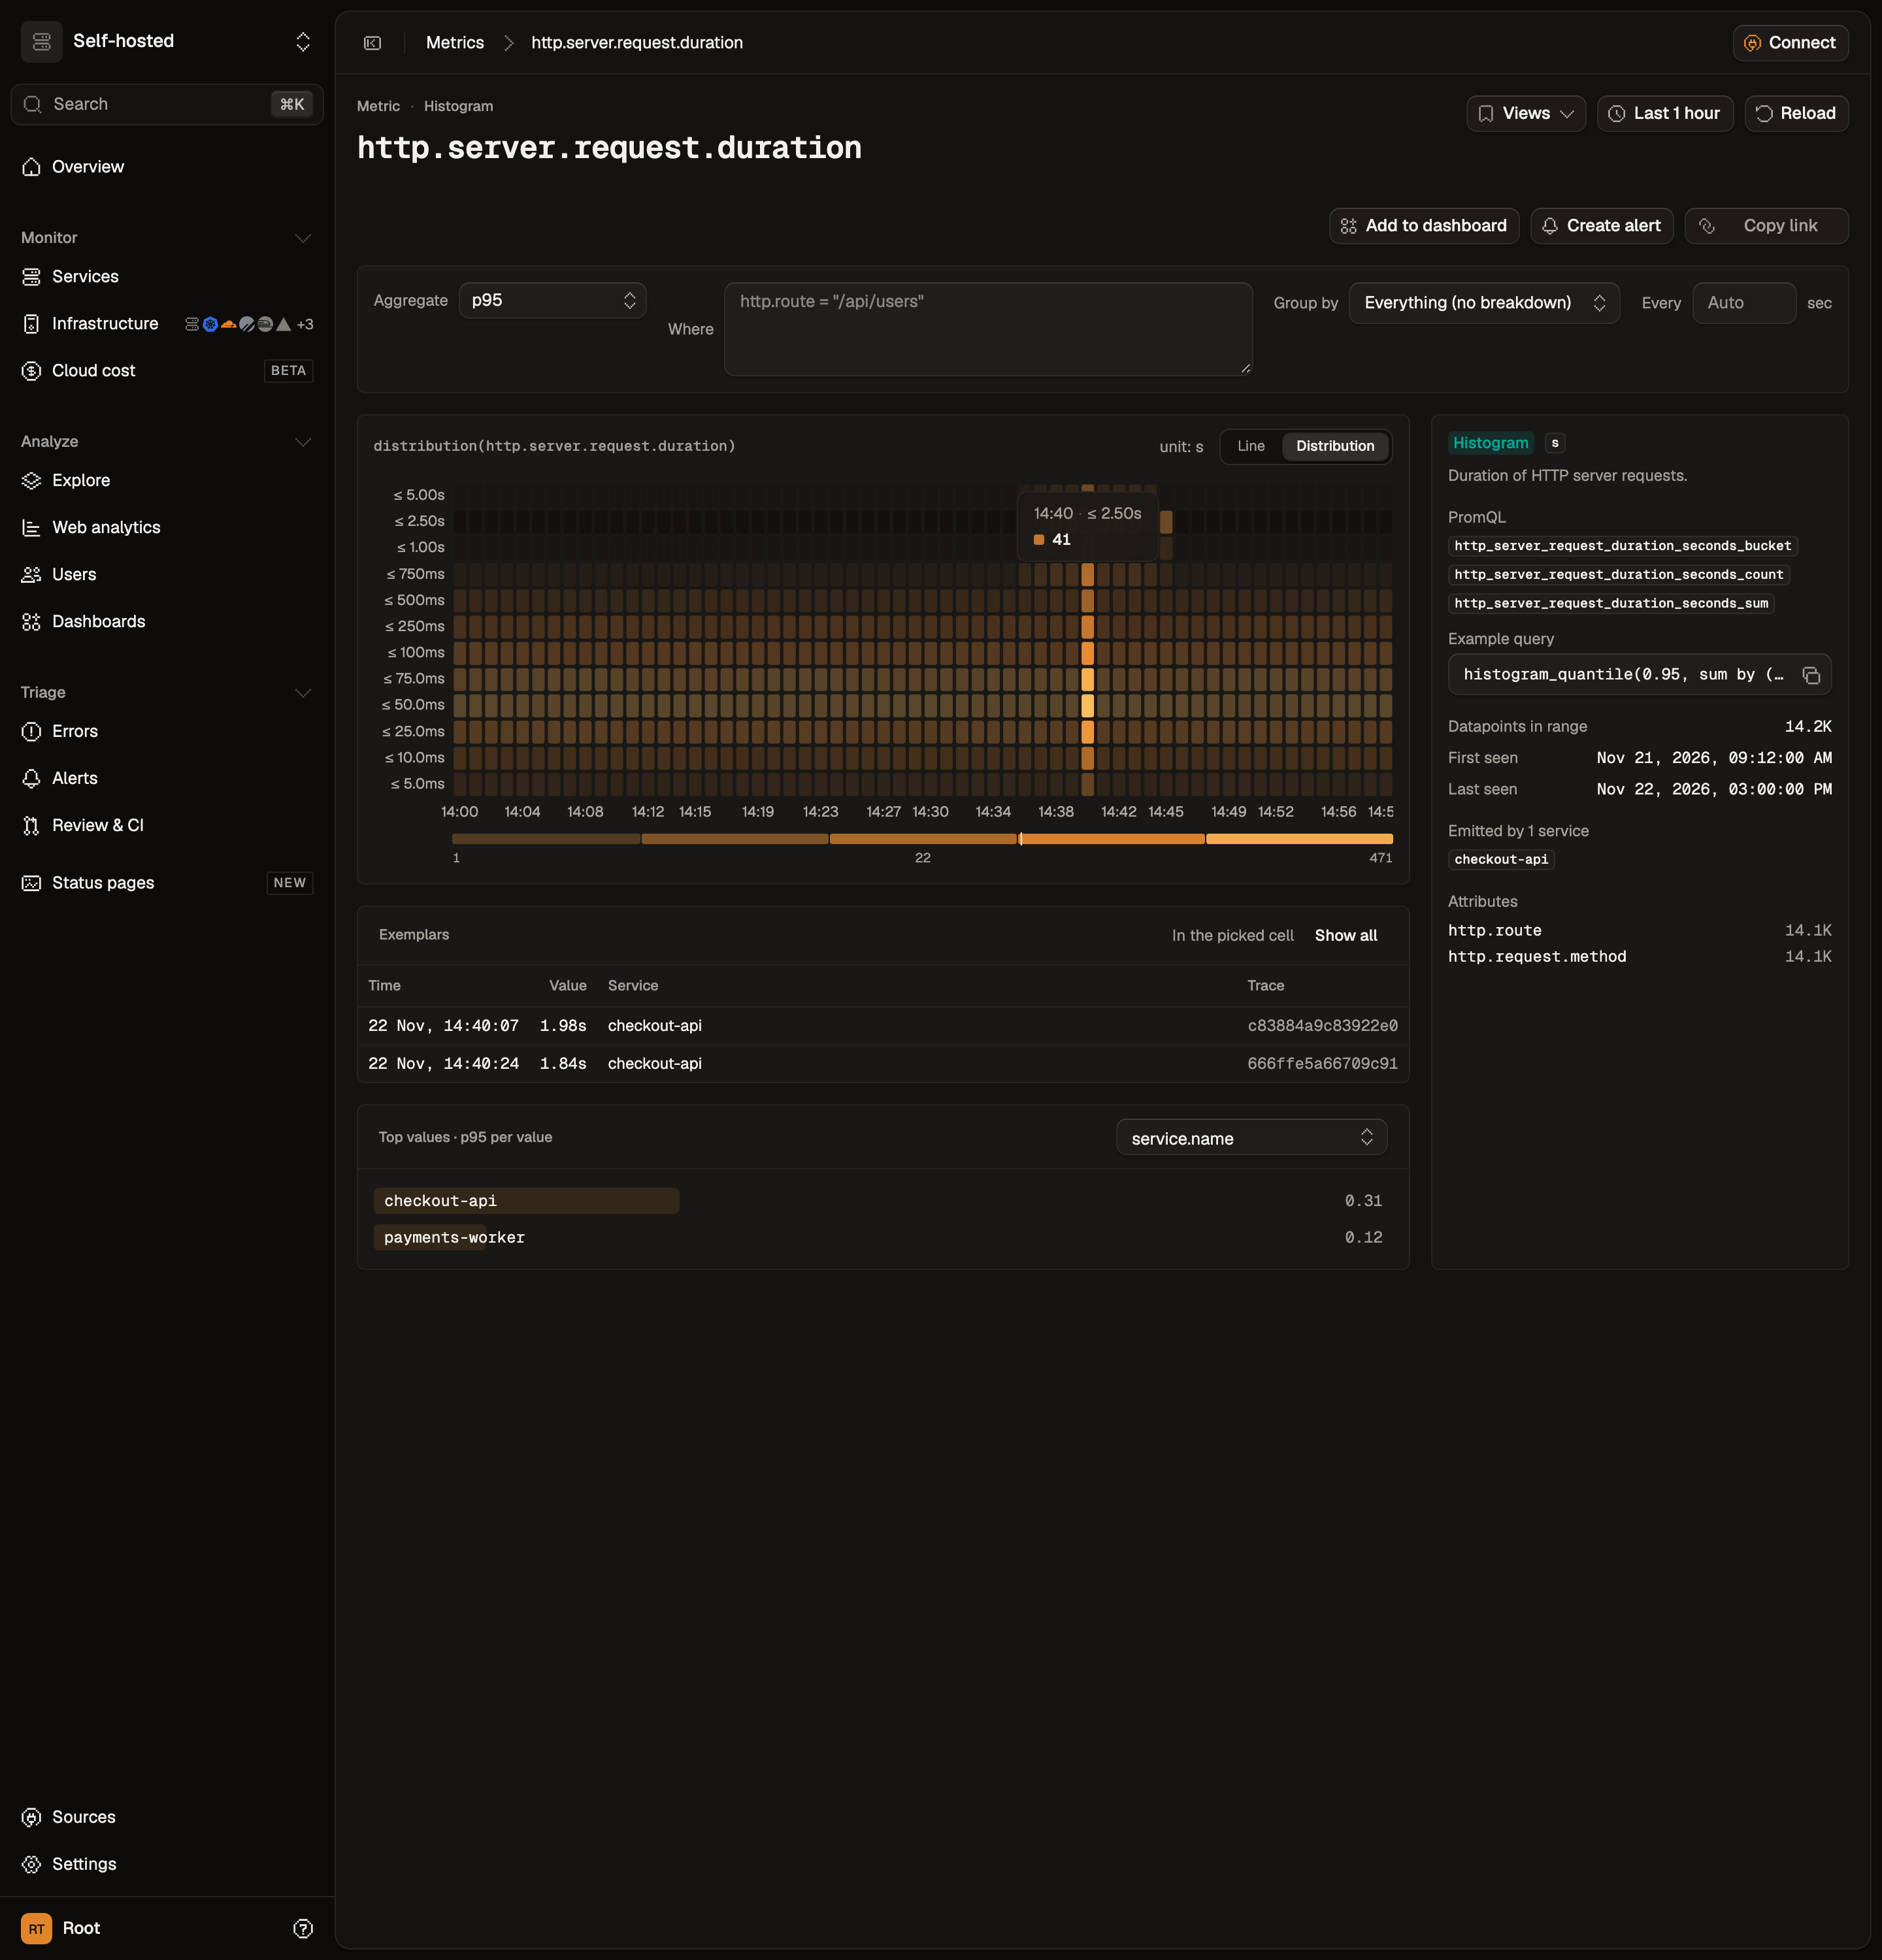 Self-hosted
Search ⌘K
Overview
Monitor
Services
Infrastructure +3
Cloud cost BETA
Analyze
Explore
Web analytics
Users
Dashboards
Triage
Errors
Alerts
Review & CI
Status pages NEW
Sources
Settings
RT Root
Metrics http.server.request.duration
Connect
Metric · Histogram
http.server.request.duration
Views Last 1 hour Reload
Add to dashboard Create alert Copy link
Aggregate p95
Where http.route = "/api/users"
Group by Everything (no breakdown)
Every Auto sec
distribution(http.server.request.duration)
unit: s Line Distribution
≤ 5.00s
≤ 2.50s
≤ 1.00s
≤ 750ms
≤ 500ms
≤ 250ms
≤ 100ms
≤ 75.0ms
≤ 50.0ms
≤ 25.0ms
≤ 10.0ms
≤ 5.0ms
14:40 · ≤ 2.50s
41
14:00 14:04 14:08 14:12 14:15 14:19 14:23 14:27 14:30 14:34 14:38 14:42 14:45 14:49 14:52 14:56 14:5
1 22 471
Exemplars In the picked cell Show all
Time Value Service Trace
22 Nov, 14:40:07 1.98s checkout-api c83884a9c83922e0
22 Nov, 14:40:24 1.84s checkout-api 666ffe5a66709c91
Top values · p95 per value service.name
checkout-api 0.31
payments-worker 0.12
Histogram s
Duration of HTTP server requests.
PromQL
http_server_request_duration_seconds_bucket
http_server_request_duration_seconds_count
http_server_request_duration_seconds_sum
Example query
histogram_quantile(0.95, sum by (…
Datapoints in range 14.2K
First seen Nov 21, 2026, 09:12:00 AM
Last seen Nov 22, 2026, 03:00:00 PM
Emitted by 1 service
checkout-api
Attributes
http.route 14.1K
http.request.method 14.1K